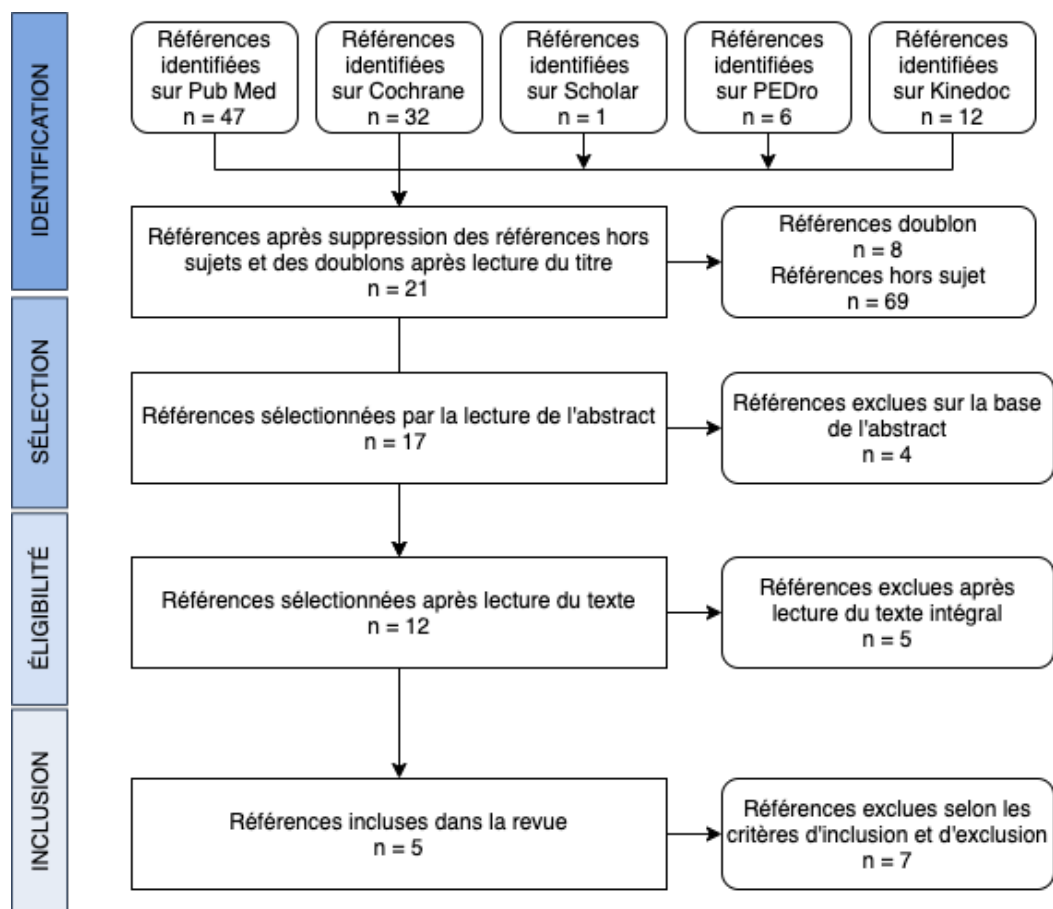 IDENTIFICATION
Références
identifiées
sur Pub Med
n = 47
Références
identifiées
sur Cochrane
n = 32
Références
identifiées
sur Scholar
n = 1
Références
identifiées
sur PEDro
n = 6
Références
identifiées
sur Kinedoc
n = 12
Références après suppression des références hors
sujets et des doublons après lecture du titre
n = 21
Références doublon
n = 8
Références hors sujet
n = 69
SÉLECTION
Références sélectionnées par la lecture de l'abstract
n = 17
Références exclues sur la base
de l'abstract
n = 4
ÉLIGIBILITÉ
Références sélectionnées après lecture du texte
n = 12
Références exclues après
lecture du texte intégral
n = 5
INCLUSION
Références incluses dans la revue
n = 5
Références exclues selon les
critères d'inclusion et d'exclusion
n = 7